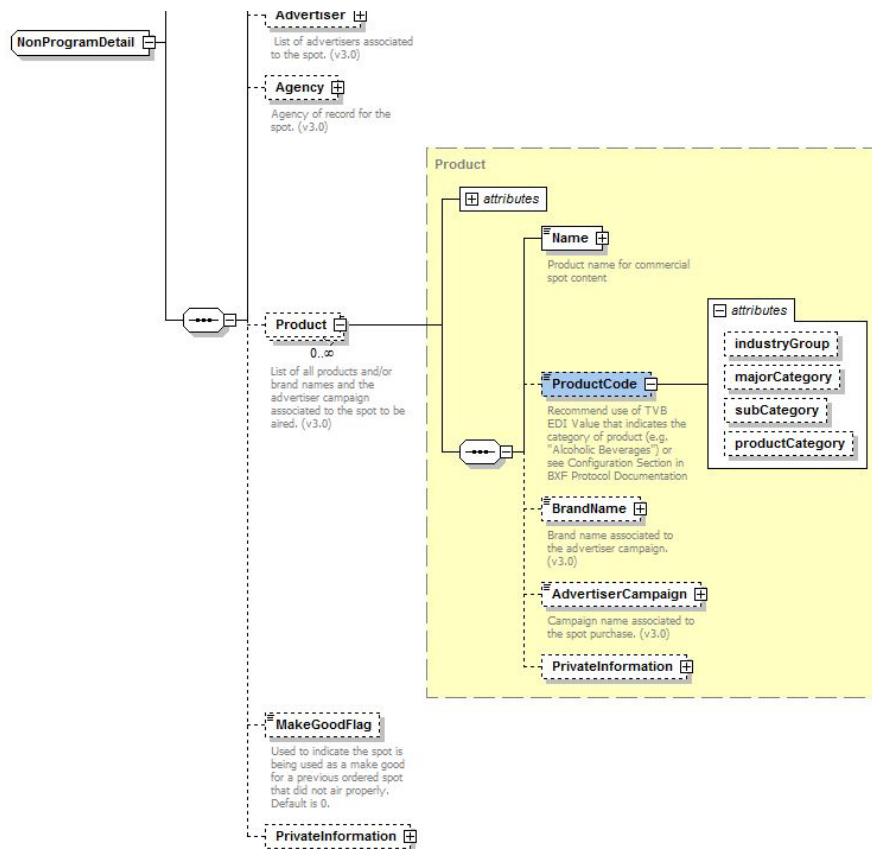 Advertiser
List of advertisers associated
to the spot. (v3.0)
NonProgramDetail
Agency
Agency of record for the
spot. (v3.0)
Product
attributes
Name
Product name for commercial
spot content
Product
0..∞
List of all products and/or
brand names and the
advertiser campaign
associated to the spot to be
aired. (v3.0)
attributes
industryGroup
majorCategory
subCategory
productCategory
ProductCode
Recommend use of TVB
EDI Value that indicates the
category of product (e.g.
"Alcoholic Beverages") or
see Configuration Section in
BXF Protocol Documentation
BrandName
Brand name associated to
the advertiser campaign.
(v3.0)
AdvertiserCampaign
Campaign name associated to
the spot purchase. (v3.0)
PrivateInformation
MakeGoodFlag
Used to indicate the spot is
being used as a make good
for a previous ordered spot
that did not air properly.
Default is 0.
PrivateInformation